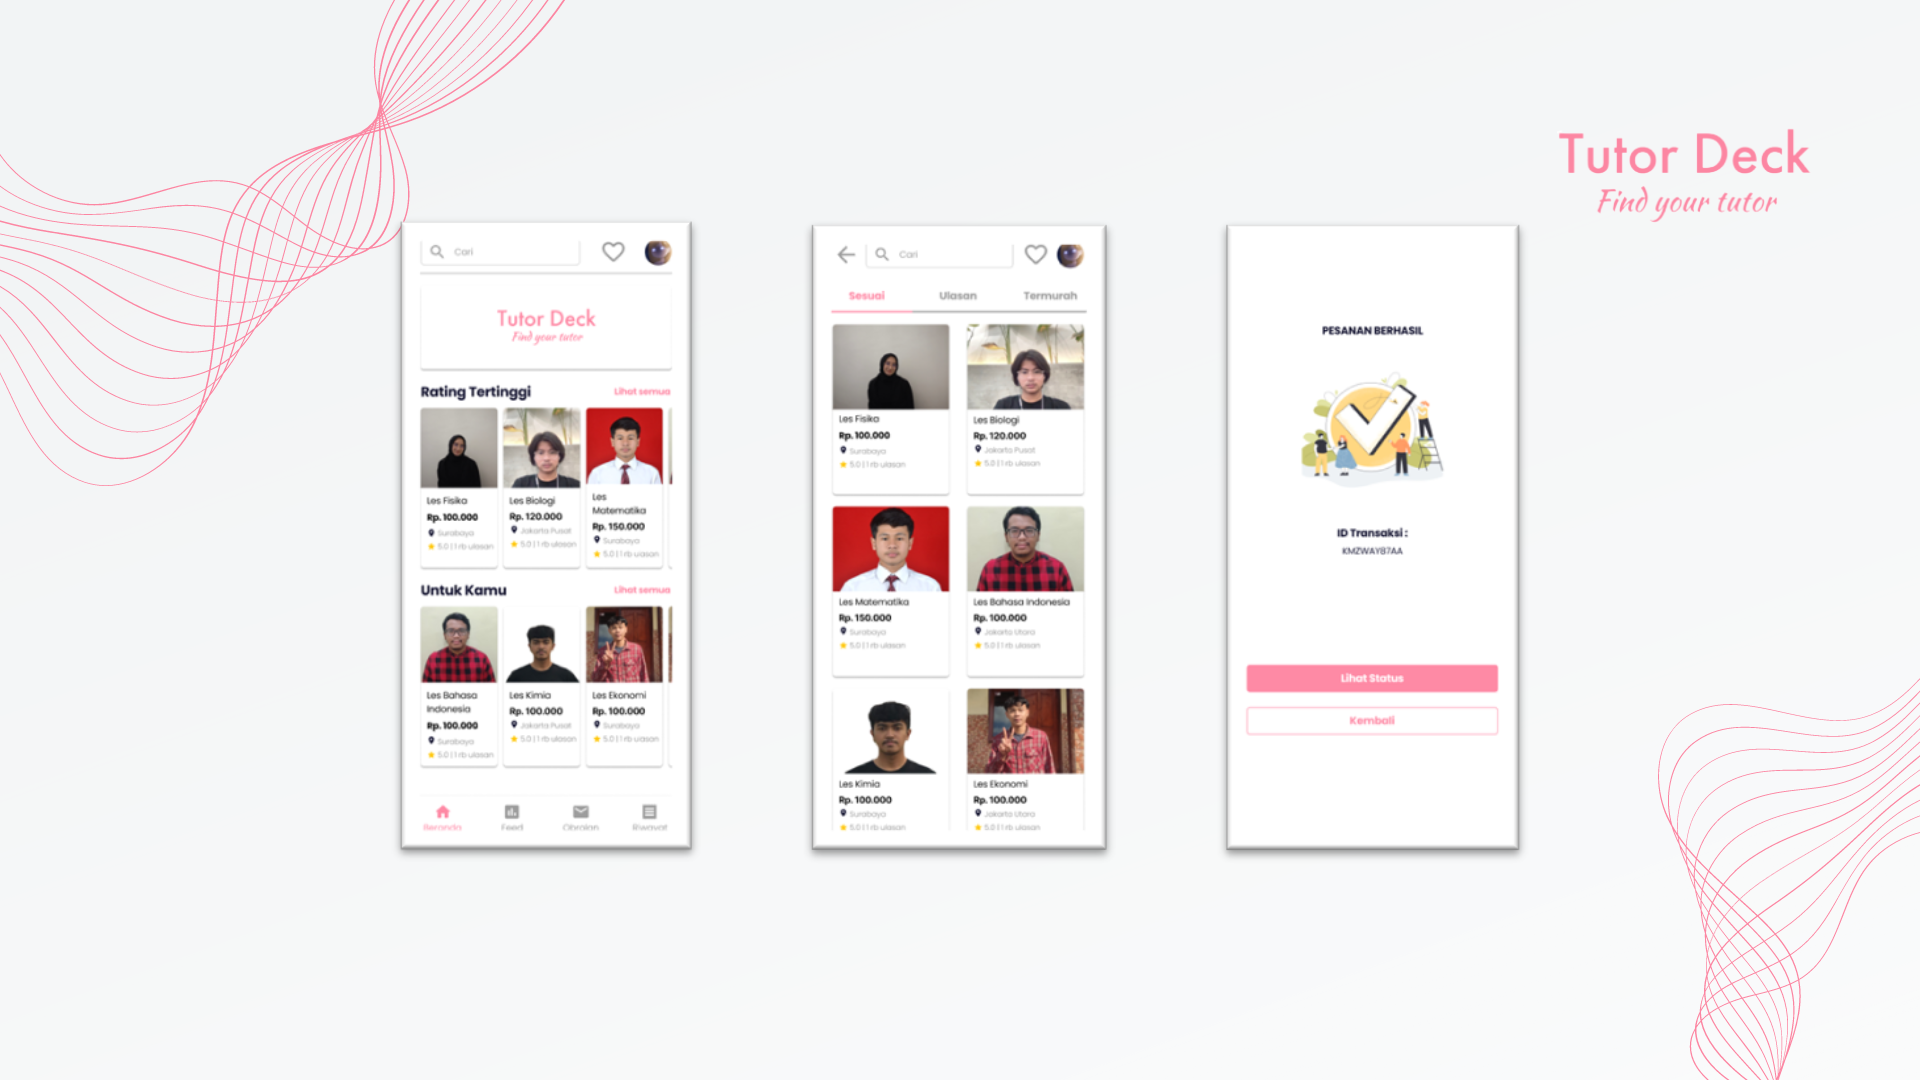 Tutor Deck
Find your tutor
Cari
Tutor Deck
Find your tutor
Rating Tertinggi
Lihat semua
Les Fisika
Rp. 100.000
Surabaya
5.0 | 1 rb ulasan
Les Biologi
Rp. 120.000
Jakarta Pusat
5.0 | 1 rb ulasan
Les
Matematika
Rp. 150.000
Surabaya
5.0 | 1 rb ulasan
Untuk Kamu
Lihat semua
Les Bahasa
Indonesia
Rp. 100.000
Surabaya
5.0 | 1 rb ulasan
Les Kimia
Rp. 100.000
Jakarta Pusat
5.0 | 1 rb ulasan
Les Ekonomi
Rp. 100.000
Surabaya
5.0 | 1 rb ulasan
Beranda
Feed
Obrolan
Riwayat
Cari
Sesuai
Ulasan
Termurah
Les Fisika
Rp. 100.000
Surabaya
5.0 | 1 rb ulasan
Les Biologi
Rp. 120.000
Jakarta Pusat
5.0 | 1 rb ulasan
Les Matematika
Rp. 150.000
Surabaya
5.0 | 1 rb ulasan
Les Bahasa Indonesia
Rp. 100.000
Jakarta Utara
5.0 | 1 rb ulasan
Les Kimia
Rp. 100.000
Surabaya
5.0 | 1 rb ulasan
Les Ekonomi
Rp. 100.000
Jakarta Utara
5.0 | 1 rb ulasan
PESANAN BERHASIL
ID Transaksi :
KMZWAY87AA
Lihat Status
Kembali